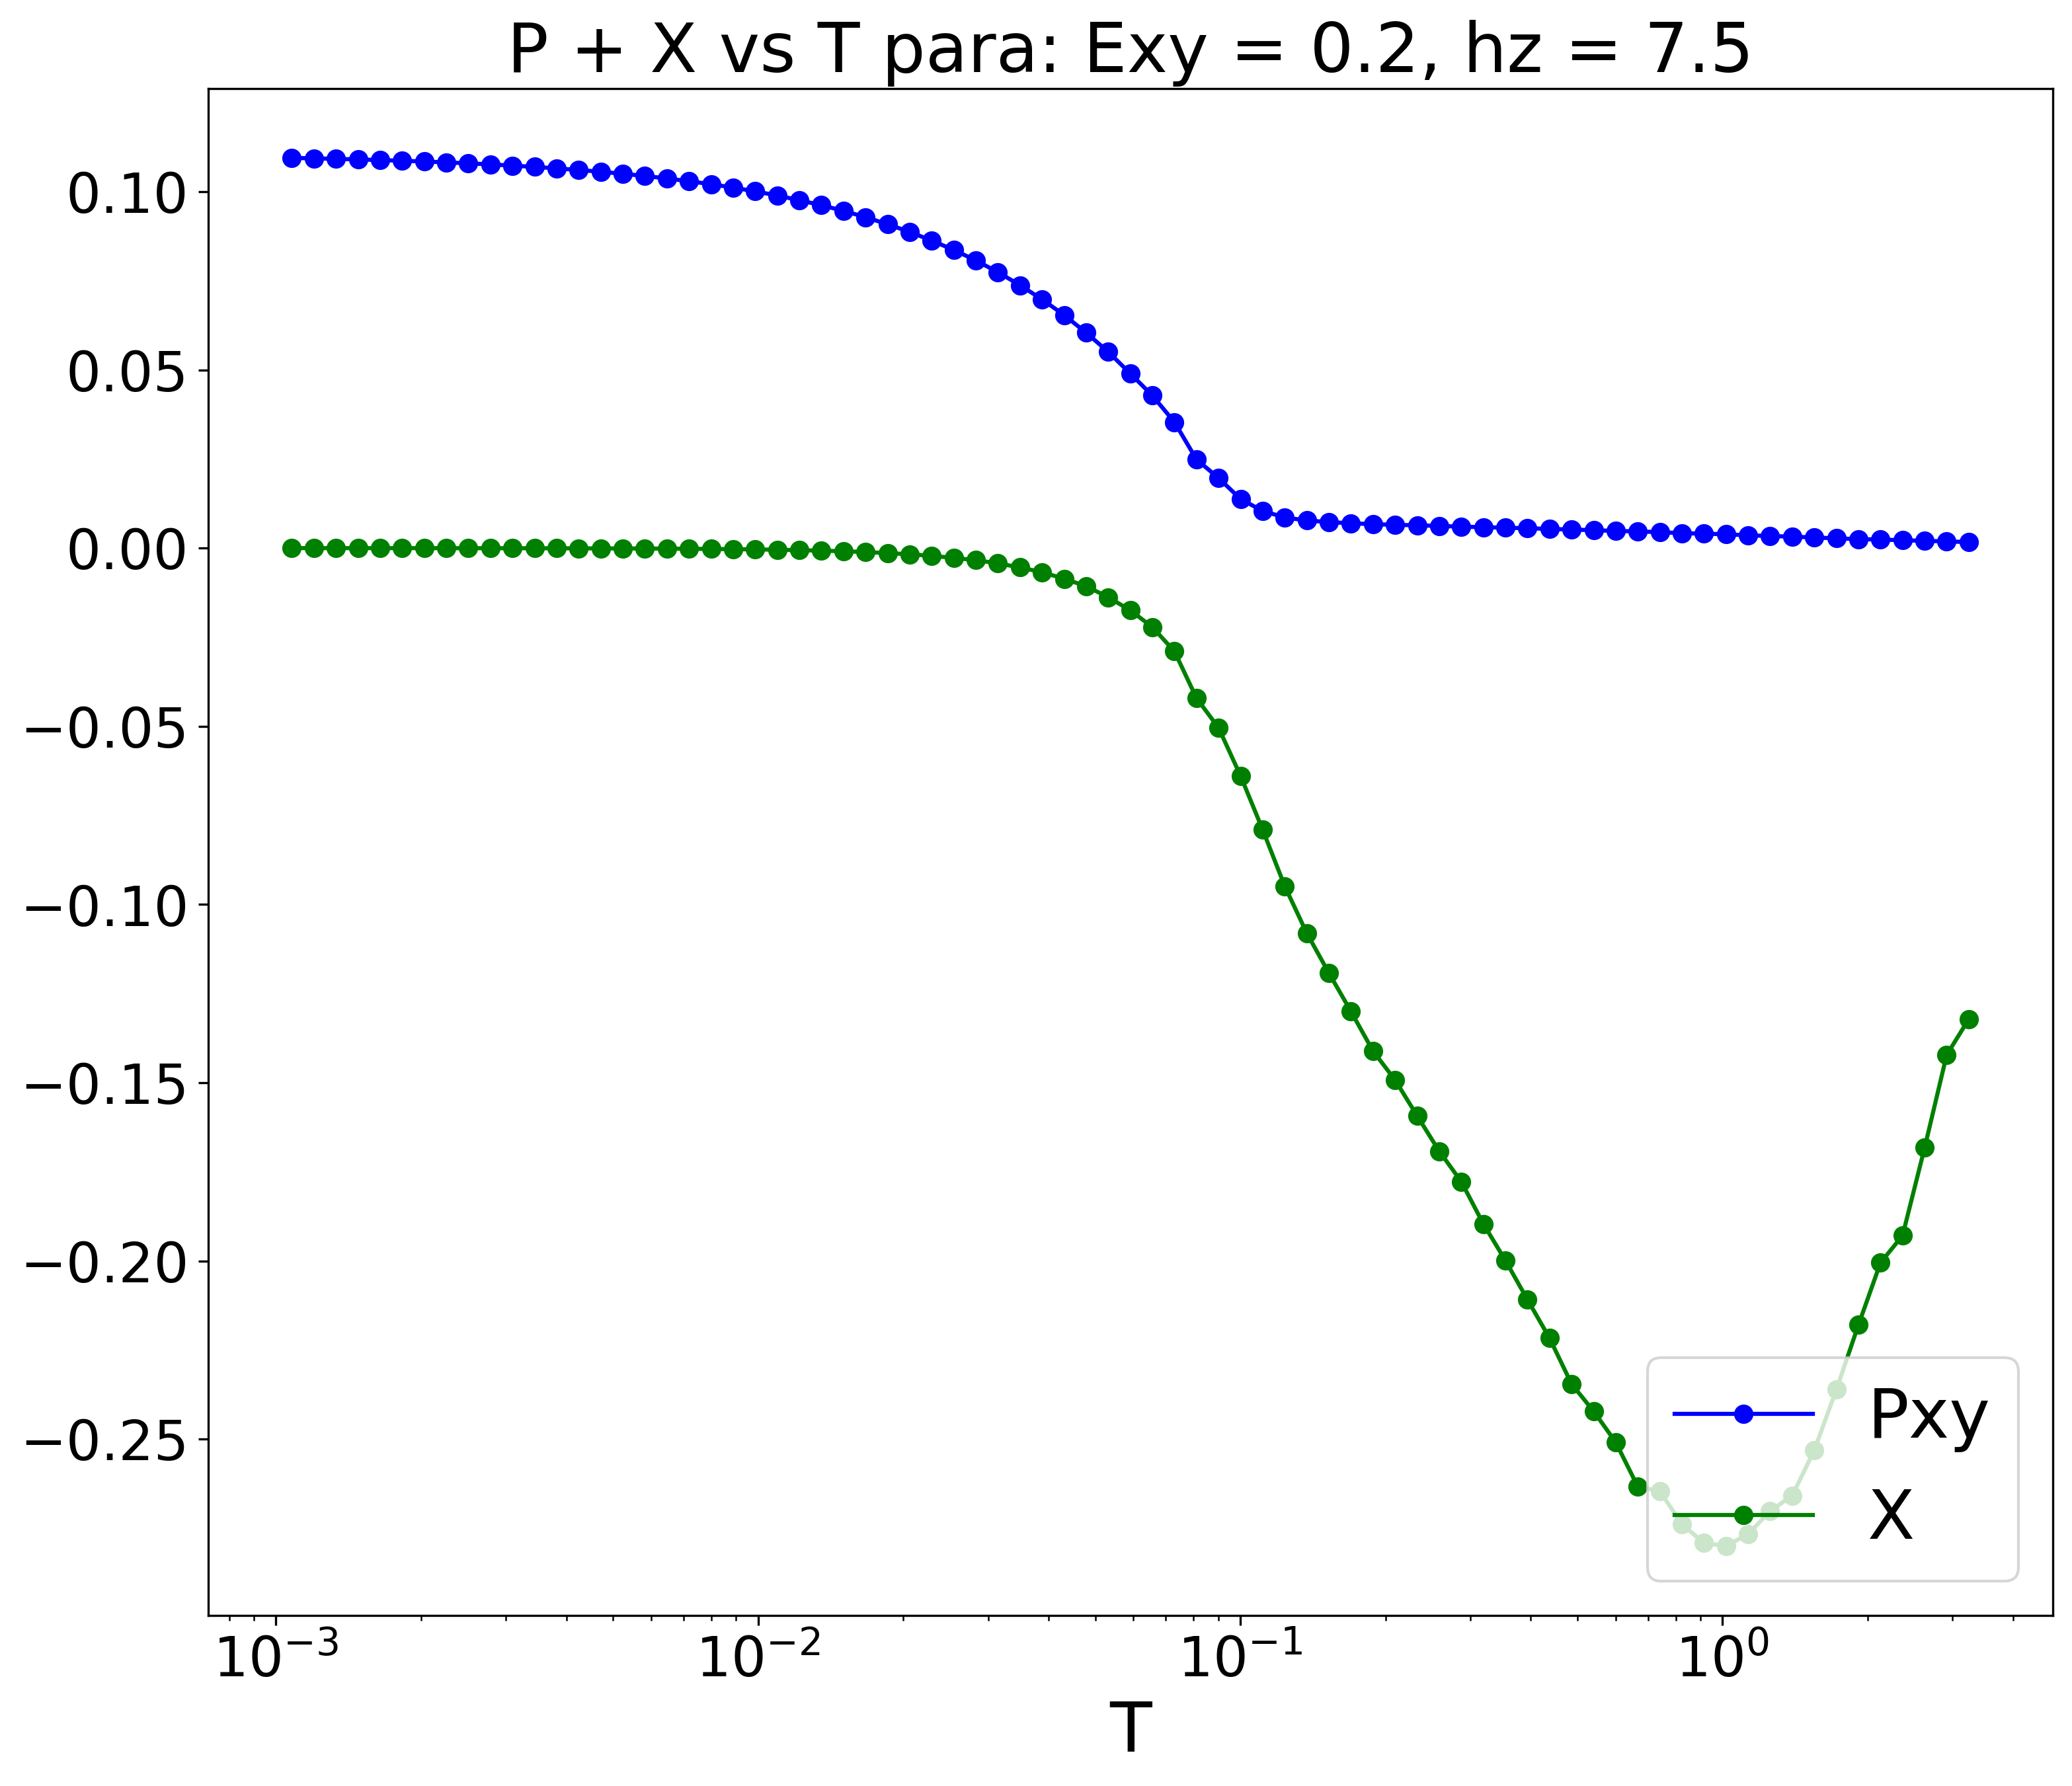 P + X vs T para: Exy = 0.2, hz = 7.5
0.10
0.05
0.00
−0.05
−0.10
−0.15
−0.20
−0.25
Pxy
X
10⁻³ 10⁻² 10⁻¹ 10⁰
T